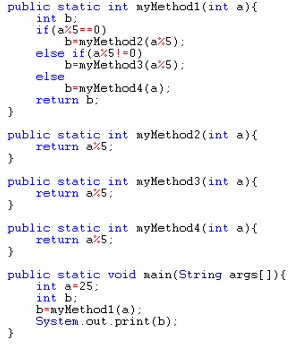 public static int myMethod1(int a){
int b;
if(a%5==0)
b=myMethod2(a%5);
else if(a%5!=0)
b=myMethod3(a%5);
else
b=myMethod4(a);
return b;
}
public static int myMethod2(int a){
return a%5;
}
public static int myMethod3(int a){
return a%5;
}
public static int myMethod4(int a){
return a%5;
}
public static void main(String args[]){
int a=25;
int b;
b=myMethod1(a);
System.out.print(b);
}